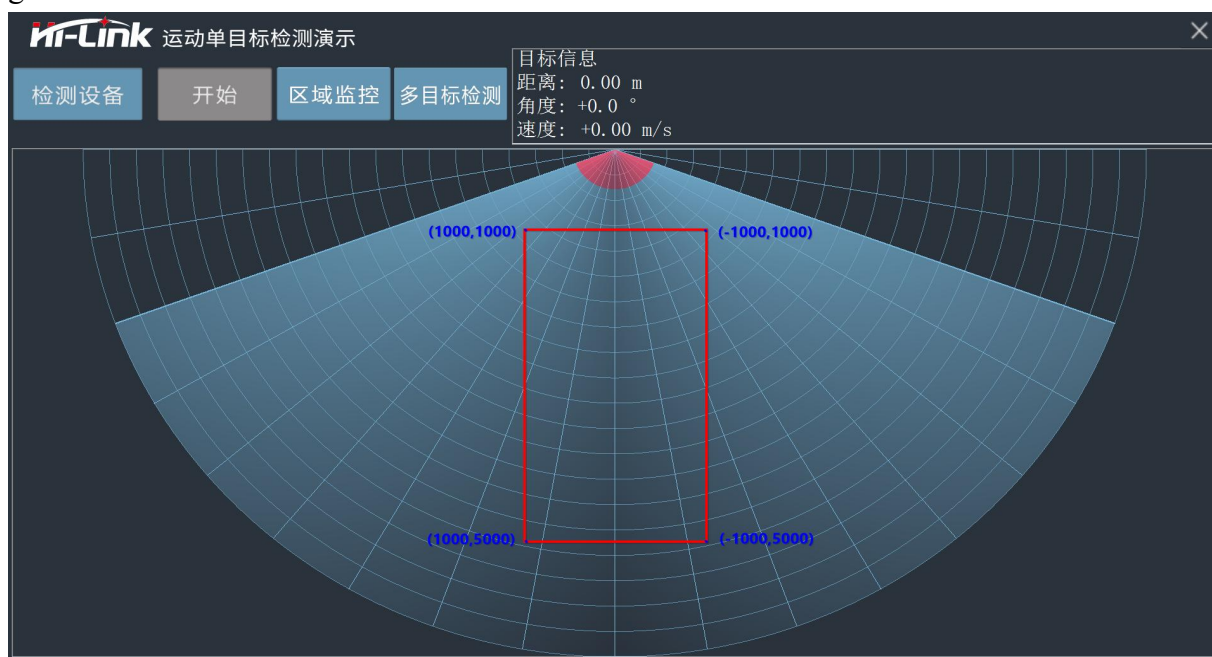 g
Hi-Link 运动单目标检测演示
目标信息
距离: 0.00 m
角度: +0.0 °
速度: +0.00 m/s
检测设备 开始 区域监控 多目标检测
(1000,1000) (-1000,1000)
(1000,5000) (-1000,5000)